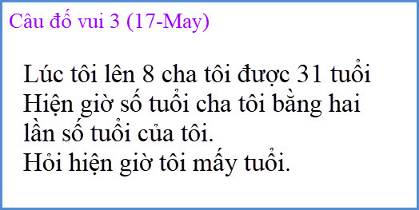 Câu đố vui 3 (17-May)
Lúc tôi lên 8 cha tôi được 31 tuổi
Hiện giờ số tuổi cha tôi bằng hai
lần số tuổi của tôi.
Hỏi hiện giờ tôi mấy tuổi.